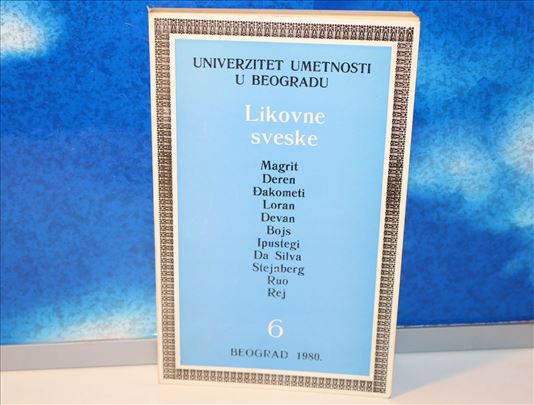 UNIVERZITET UMETNOSTI
U BEOGRADU
Likovne
sveske
Magrit
Deren
Đakometi
Loran
Devan
Bojs
Ipustegi
Da Silva
Stejnberg
Ruo
Rej
6
BEOGRAD 1980.